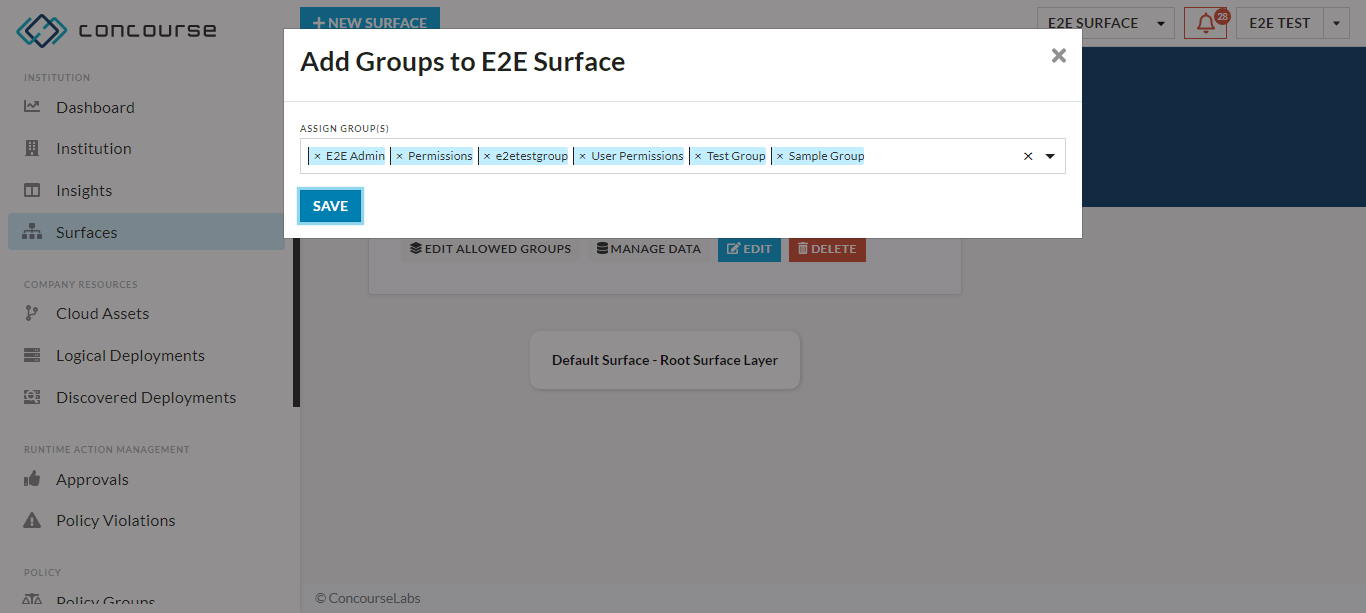 concourse
NEW SURFACE
E2E SURFACE
28
E2E TEST
INSTITUTION
Dashboard
Institution
Insights
Surfaces
COMPANY RESOURCES
Cloud Assets
Logical Deployments
Discovered Deployments
RUNTIME ACTION MANAGEMENT
Approvals
Policy Violations
POLICY
Policy Groups
Add Groups to E2E Surface
ASSIGN GROUP(S)
× E2E Admin × Permissions × e2etestgroup × User Permissions × Test Group × Sample Group
SAVE
EDIT ALLOWED GROUPS MANAGE DATA EDIT DELETE
Default Surface - Root Surface Layer
© ConcourseLabs